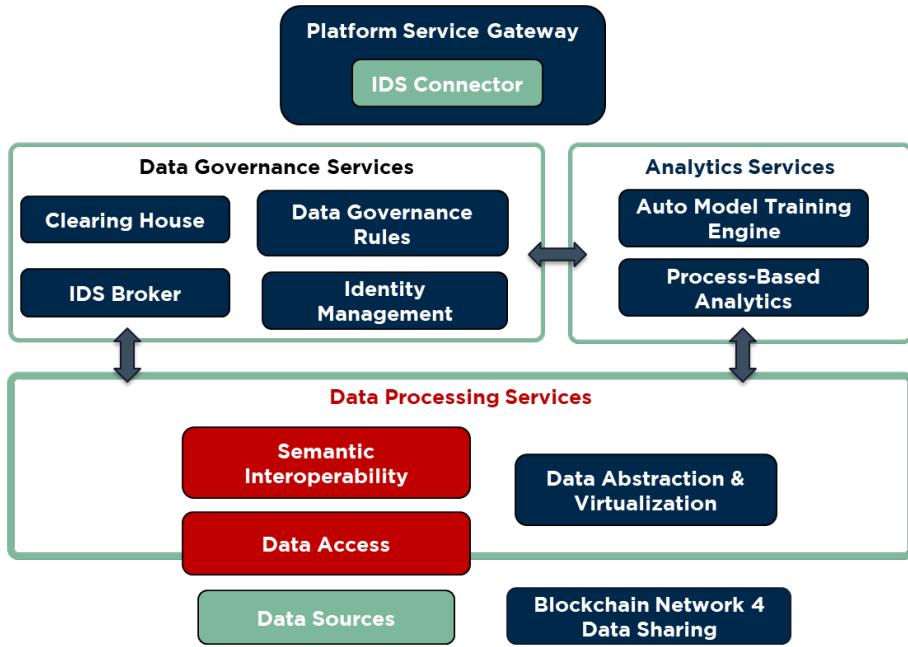 Platform Service Gateway
IDS Connector
Data Governance Services
Clearing House
Data Governance
Rules
IDS Broker
Identity
Management
Analytics Services
Auto Model Training
Engine
Process-Based
Analytics
Data Processing Services
Semantic
Interoperability
Data Abstraction &
Virtualization
Data Access
Data Sources
Blockchain Network 4
Data Sharing